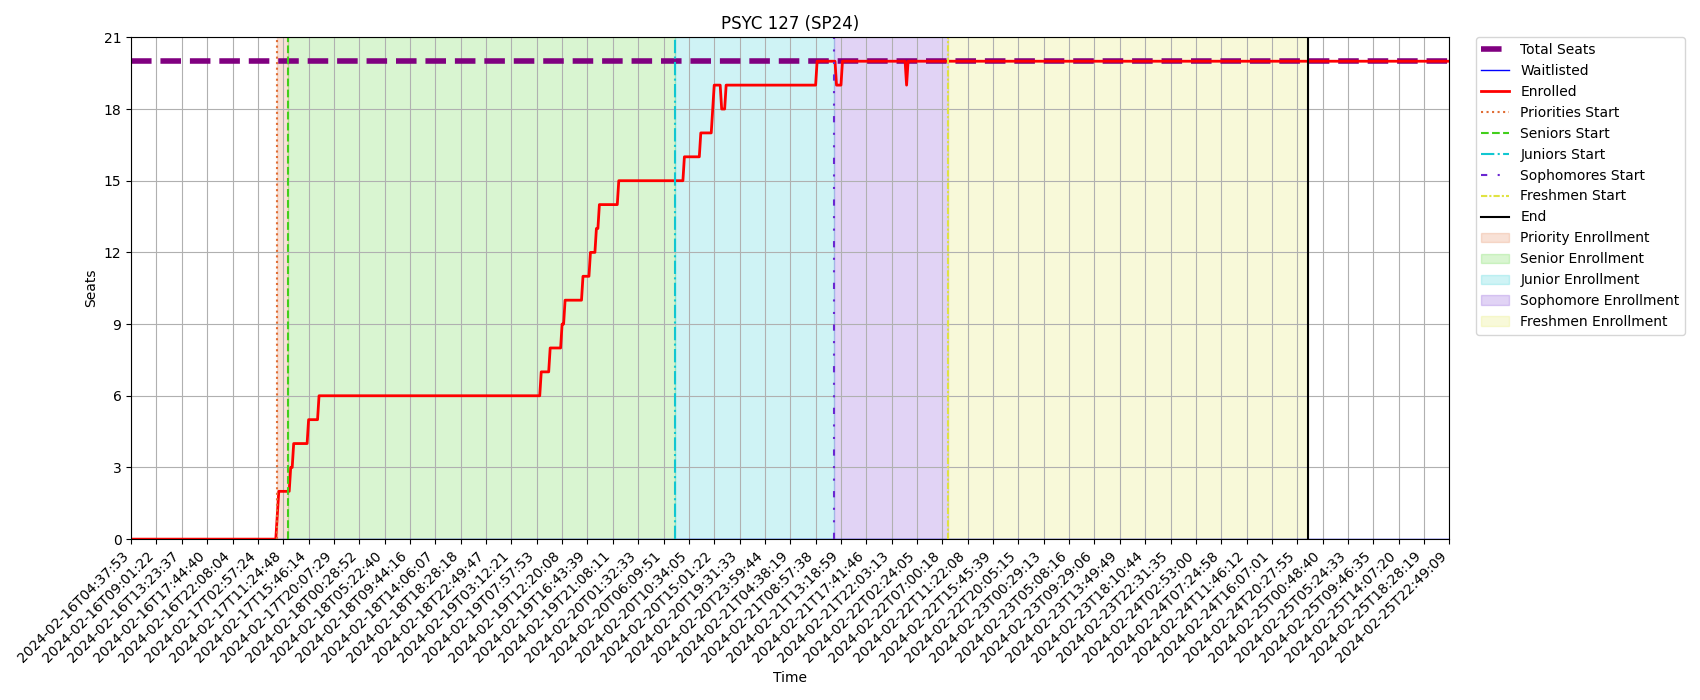 PSYC 127 (SP24)
21
18
15
12
9
6
3
0
Seats
2024-02-16T04:37:53
2024-02-16T09:01:22
2024-02-16T13:23:37
2024-02-16T17:44:40
2024-02-16T22:08:04
2024-02-17T02:57:24
2024-02-17T11:24:48
2024-02-17T15:46:14
2024-02-17T20:07:29
2024-02-18T00:28:52
2024-02-18T05:22:40
2024-02-18T09:44:16
2024-02-18T14:06:07
2024-02-18T18:28:18
2024-02-18T22:49:47
2024-02-19T03:12:21
2024-02-19T07:57:53
2024-02-19T12:20:08
2024-02-19T16:43:39
2024-02-19T21:08:11
2024-02-20T01:32:33
2024-02-20T06:09:51
2024-02-20T10:34:05
2024-02-20T15:01:22
2024-02-20T19:31:33
2024-02-20T23:59:44
2024-02-21T04:38:19
2024-02-21T08:57:38
2024-02-21T13:18:59
2024-02-21T17:41:46
2024-02-21T22:03:13
2024-02-22T02:24:05
2024-02-22T07:00:18
2024-02-22T11:22:08
2024-02-22T15:45:39
2024-02-22T20:05:15
2024-02-23T00:29:13
2024-02-23T05:08:16
2024-02-23T09:29:06
2024-02-23T13:49:49
2024-02-23T18:10:44
2024-02-23T22:31:35
2024-02-24T02:53:00
2024-02-24T07:24:58
2024-02-24T11:46:12
2024-02-24T16:07:01
2024-02-24T20:27:55
2024-02-25T00:48:40
2024-02-25T05:24:33
2024-02-25T09:46:35
2024-02-25T14:07:20
2024-02-25T18:28:19
2024-02-25T22:49:09
Time
Total Seats
Waitlisted
Enrolled
Priorities Start
Seniors Start
Juniors Start
Sophomores Start
Freshmen Start
End
Priority Enrollment
Senior Enrollment
Junior Enrollment
Sophomore Enrollment
Freshmen Enrollment